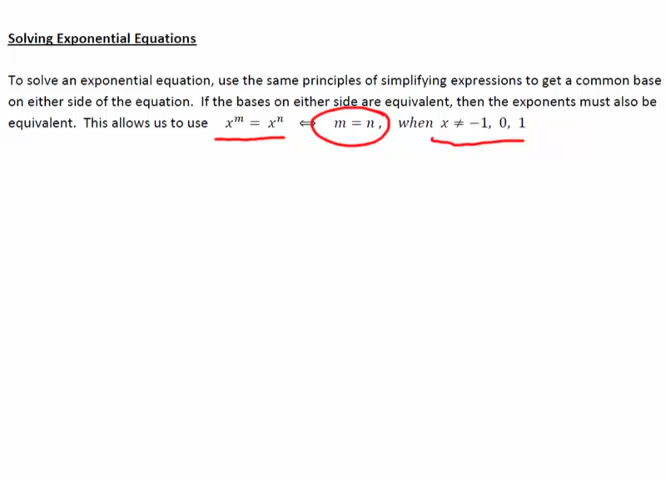 Solving Exponential Equations
To solve an exponential equation, use the same principles of simplifying expressions to get a common base
on either side of the equation. If the bases on either side are equivalent, then the exponents must also be
equivalent. This allows us to use xᵐ = xⁿ ⇔ m = n, when x ≠ −1, 0, 1